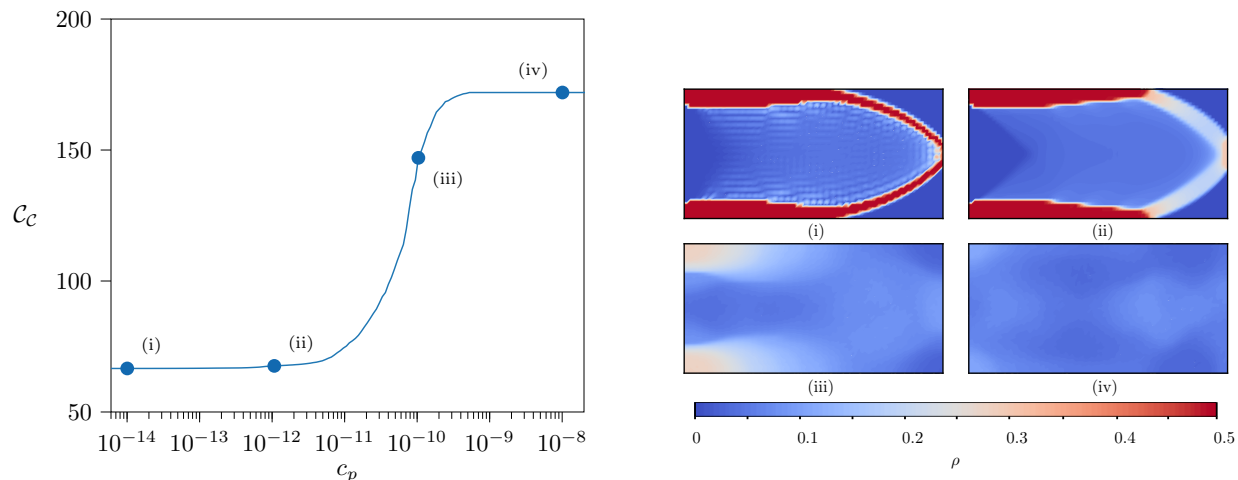 200
150
100
50
𝒞_𝒞
(i)
(ii)
(iii)
(iv)
10⁻¹⁴ 10⁻¹³ 10⁻¹² 10⁻¹¹ 10⁻¹⁰ 10⁻⁹ 10⁻⁸
c_p
(i) (ii)
(iii) (iv)
0 0.1 0.2 0.3 0.4 0.5
ρ